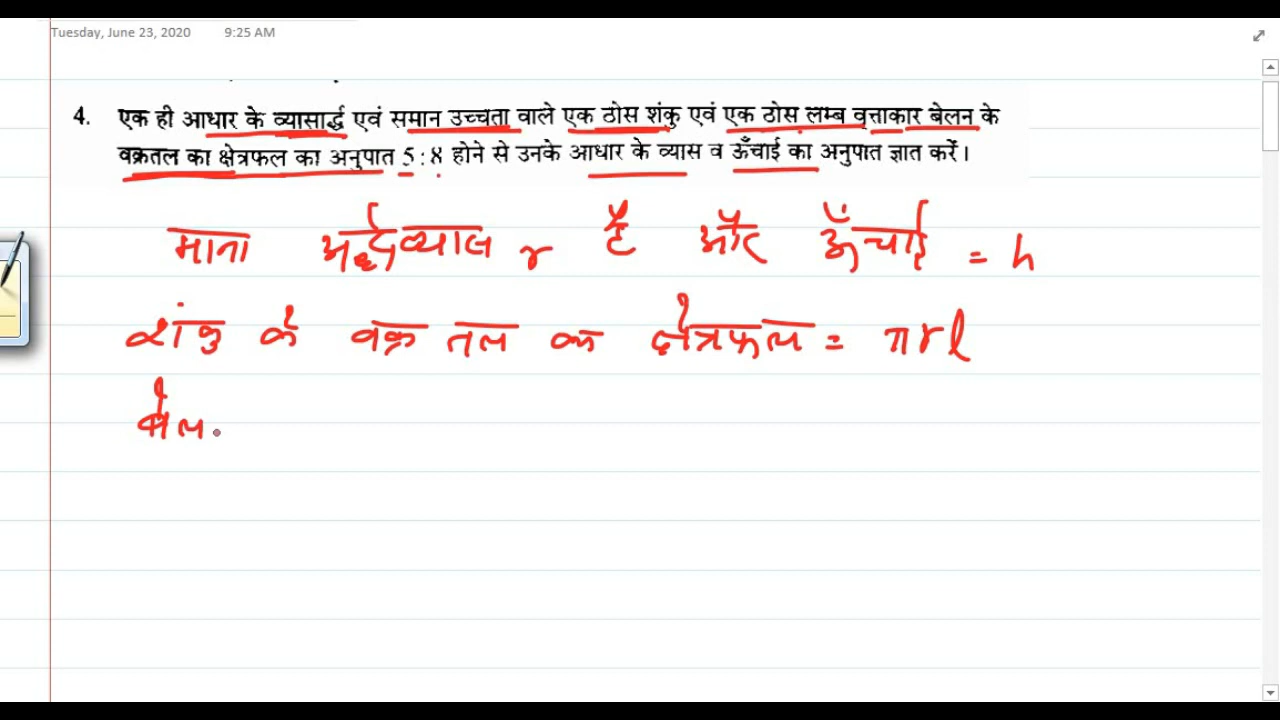 Tuesday, June 23, 2020 9:25 AM
4. एक ही आधार के व्यासार्द्ध एवं समान उच्चता वाले एक ठोस शंकु एवं एक ठोस लम्ब वृत्ताकार बेलन के
वक्रतल का क्षेत्रफल का अनुपात 5 : 8 होने से उनके आधार के व्यास व ऊँचाई का अनुपात ज्ञात करें।
माना अर्द्धव्यास r है और ऊँचाई = h
शंकु के वक्र तल का क्षेत्रफल = πrl
बेल